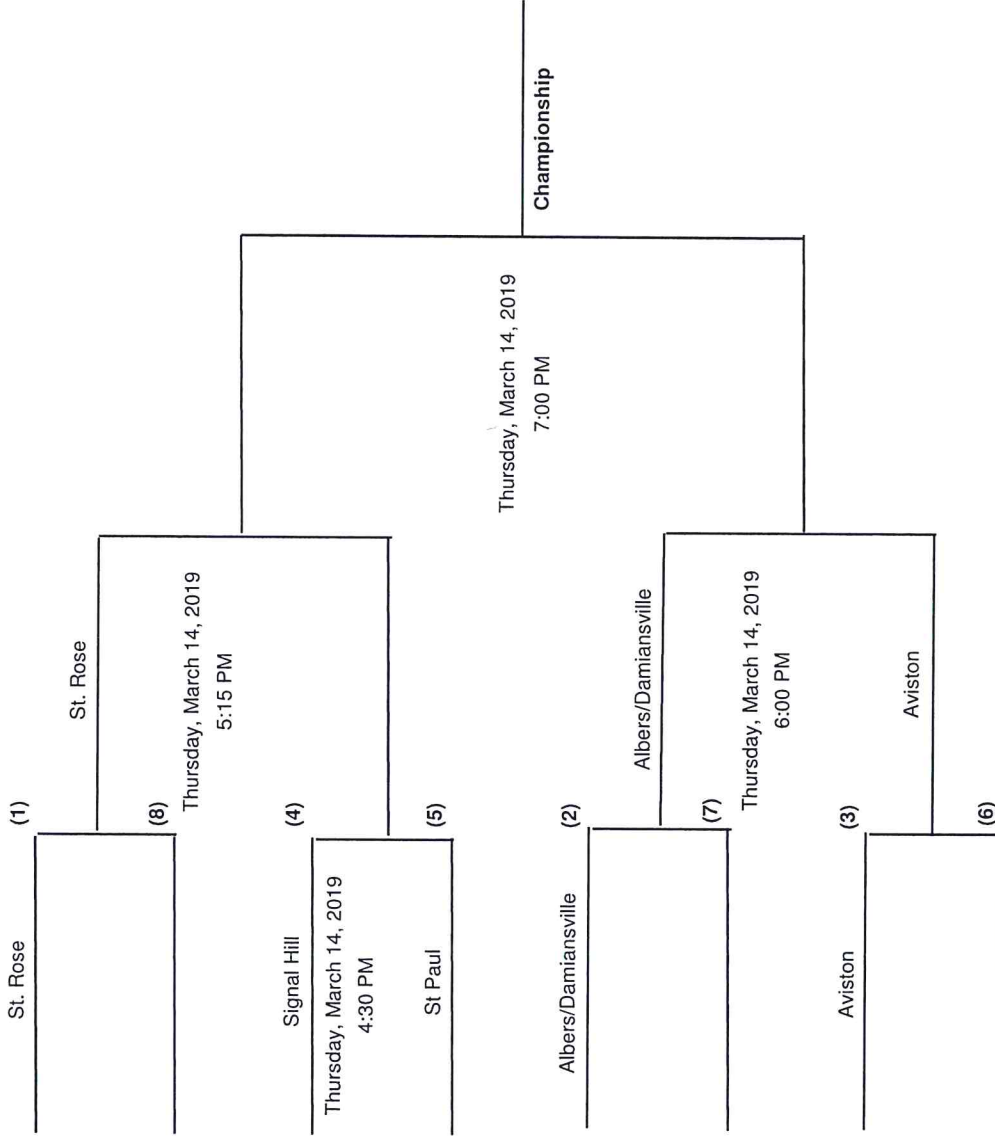 St. Rose
(1)
St. Rose
(8)
Thursday, March 14, 2019
5:15 PM
Signal Hill
(4)
Thursday, March 14, 2019
4:30 PM
St Paul
(5)
Thursday, March 14, 2019
7:00 PM
Championship
Albers/Damiansville
(2)
Albers/Damiansville
(7)
Thursday, March 14, 2019
6:00 PM
Aviston
(3)
Aviston
(6)